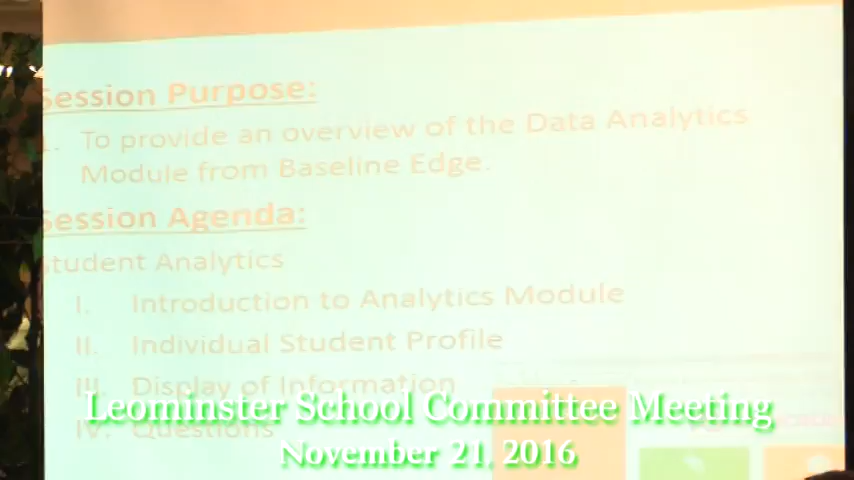 Session Purpose:
1. To provide an overview of the Data Analytics
Module from Baseline Edge.
Session Agenda:
Student Analytics
I. Introduction to Analytics Module
II. Individual Student Profile
III. Display of Information
IV. Questions
Leominster School Committee Meeting
November 21, 2016